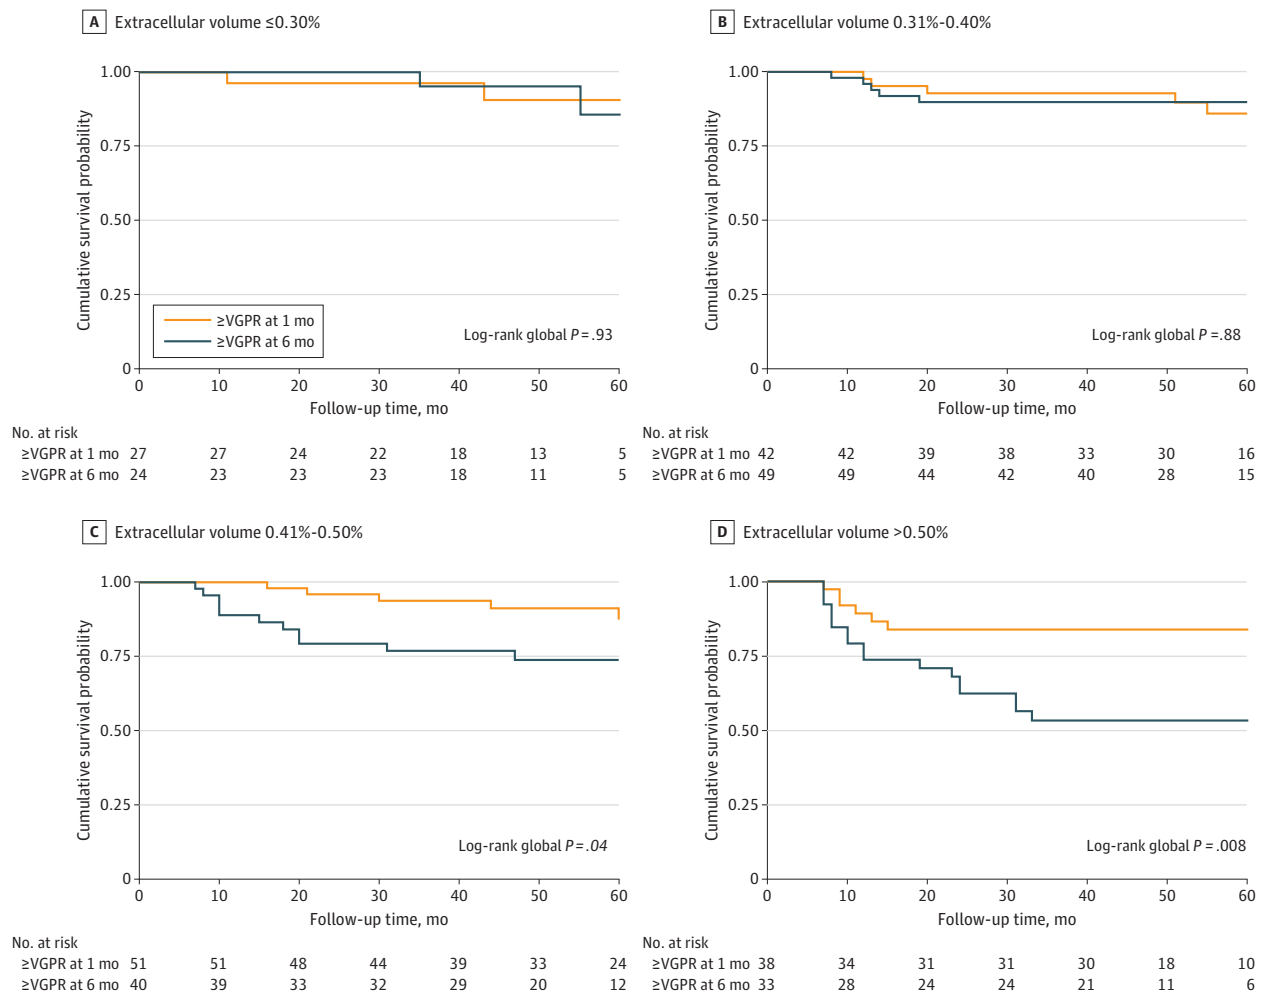 A Extracellular volume ≤0.30%
1.00
0.75
0.50
0.25
0
Cumulative survival probability
≥VGPR at 1 mo
≥VGPR at 6 mo
Log-rank global P = .93
0 10 20 30 40 50 60
Follow-up time, mo
No. at risk
≥VGPR at 1 mo 27 27 24 22 18 13 5
≥VGPR at 6 mo 24 23 23 23 18 11 5
B Extracellular volume 0.31%-0.40%
1.00
0.75
0.50
0.25
0
Cumulative survival probability
Log-rank global P = .88
0 10 20 30 40 50 60
Follow-up time, mo
No. at risk
≥VGPR at 1 mo 42 42 39 38 33 30 16
≥VGPR at 6 mo 49 49 44 42 40 28 15
C Extracellular volume 0.41%-0.50%
1.00
0.75
0.50
0.25
0
Cumulative survival probability
Log-rank global P = .04
0 10 20 30 40 50 60
Follow-up time, mo
No. at risk
≥VGPR at 1 mo 51 51 48 44 39 33 24
≥VGPR at 6 mo 40 39 33 32 29 20 12
D Extracellular volume >0.50%
1.00
0.75
0.50
0.25
0
Cumulative survival probability
Log-rank global P = .008
0 10 20 30 40 50 60
Follow-up time, mo
No. at risk
≥VGPR at 1 mo 38 34 31 31 30 18 10
≥VGPR at 6 mo 33 28 24 24 21 11 6